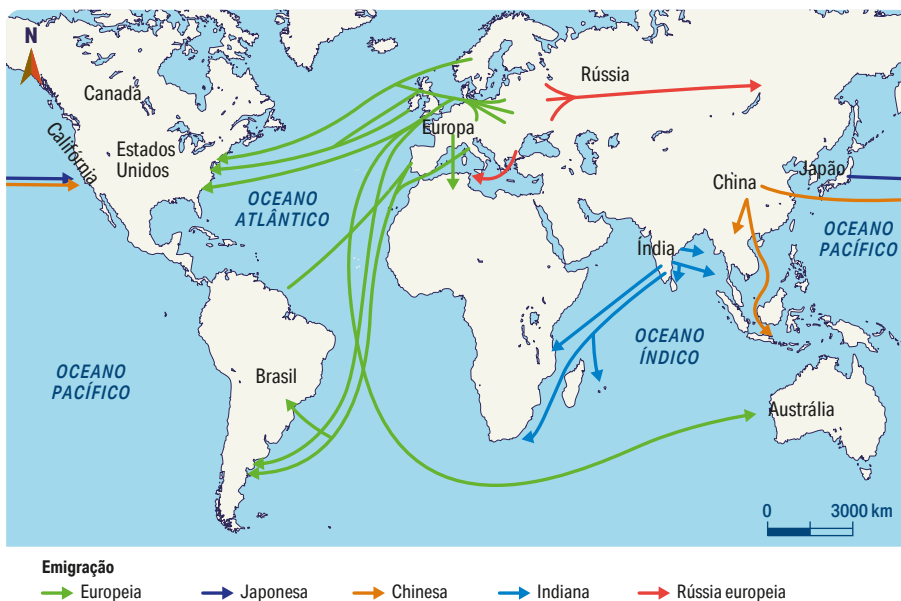 N
Canadá
Califórnia
Estados
Unidos
OCEANO
ATLÂNTICO
Europa
Rússia
China
Japão
OCEANO
PACÍFICO
Índia
OCEANO
ÍNDICO
OCEANO
PACÍFICO
Brasil
Austrália
0 3000 km
Emigração
Europeia
Japonesa
Chinesa
Indiana
Rússia europeia